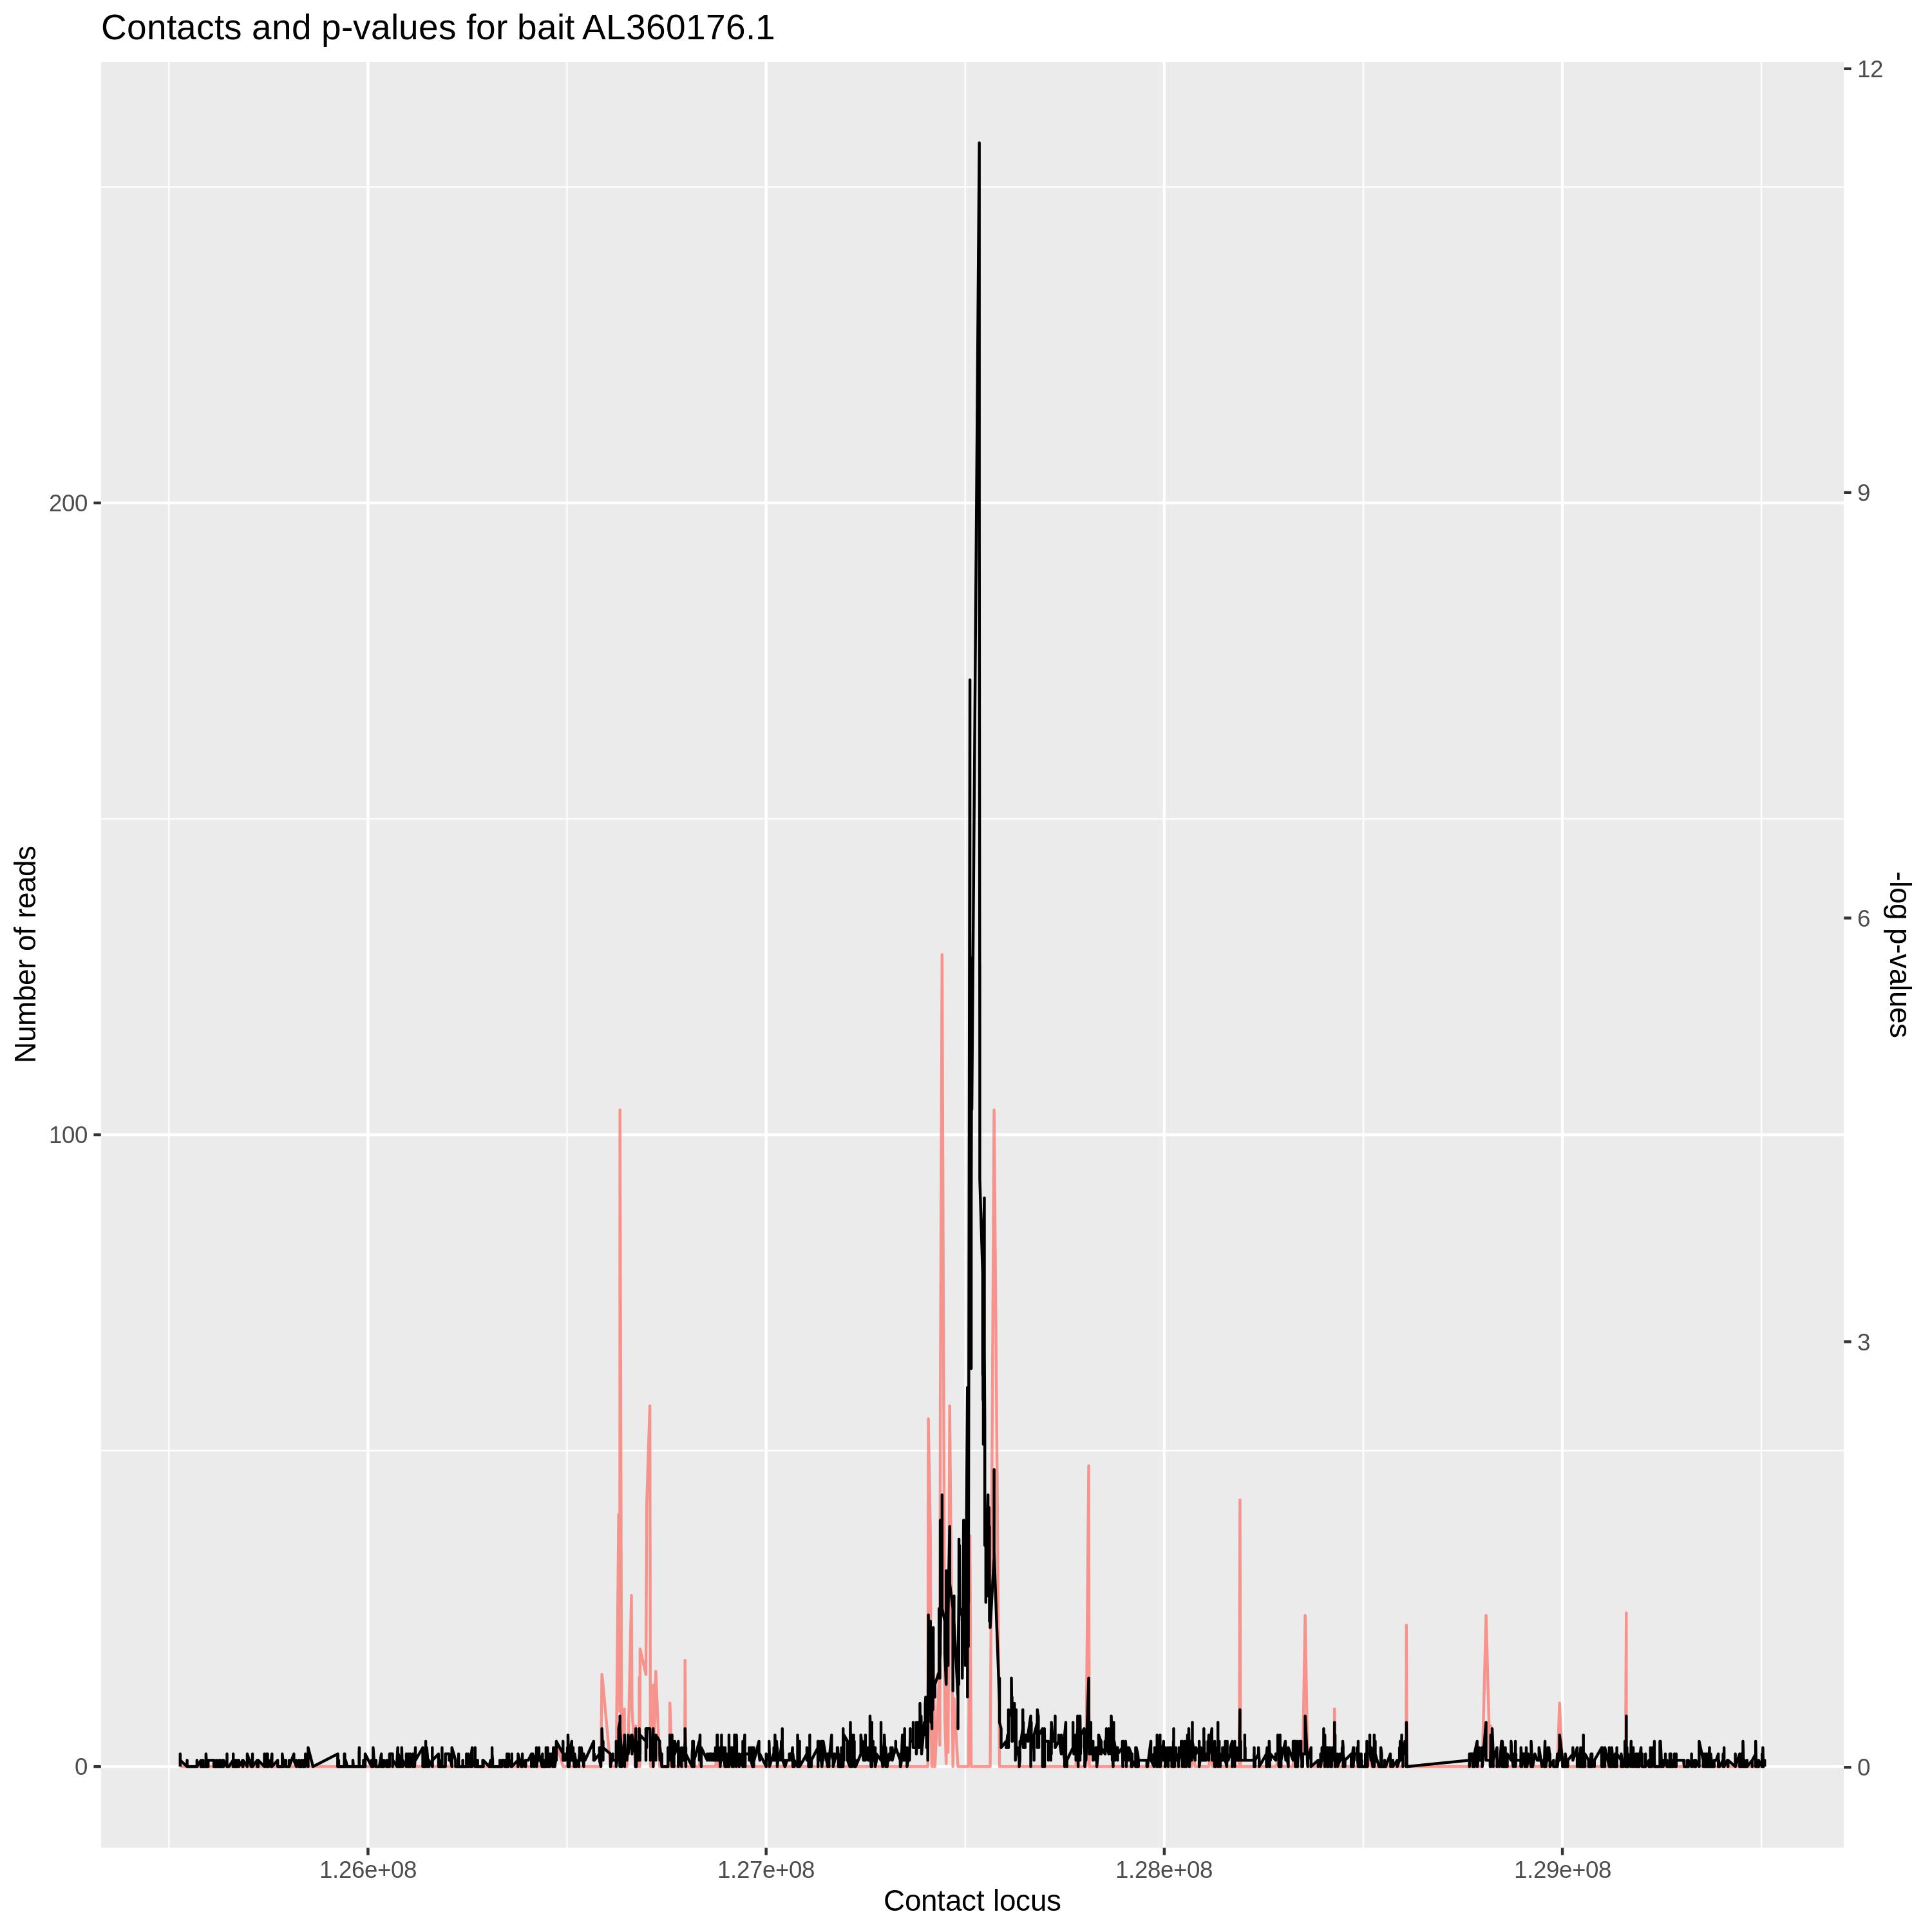 Contacts and p-values for bait AL360176.1
12
200
9
Number of reads
-log p-values
6
100
3
0
0
1.26e+08
1.27e+08
1.28e+08
1.29e+08
Contact locus